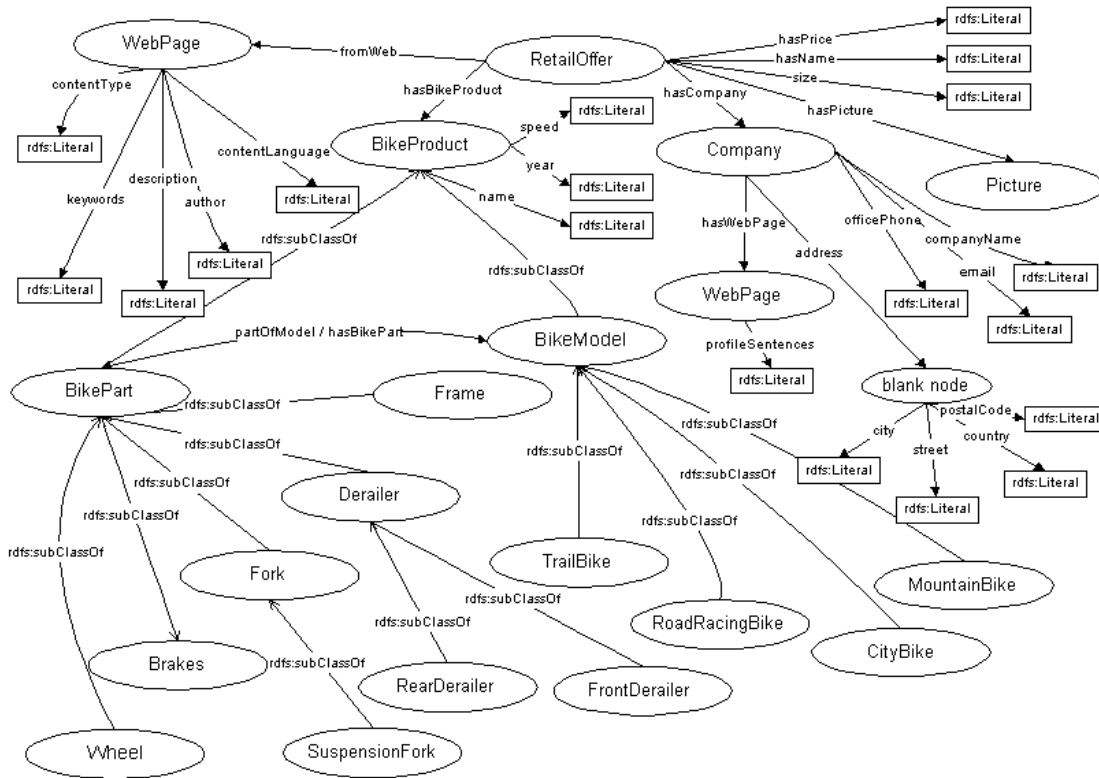 WebPage
fromWeb
RetailOffer
hasPrice
rdfs:Literal
hasName
rdfs:Literal
size
rdfs:Literal
hasPicture
Picture
contentType
rdfs:Literal
keywords
rdfs:Literal
description
rdfs:Literal
author
rdfs:Literal
contentLanguage
rdfs:Literal
hasBikeProduct
BikeProduct
speed
rdfs:Literal
year
rdfs:Literal
name
rdfs:Literal
hasCompany
Company
hasWebPage
WebPage
profileSentences
rdfs:Literal
address
officePhone
rdfs:Literal
companyName
rdfs:Literal
email
rdfs:Literal
blank node
city
rdfs:Literal
street
rdfs:Literal
postalCode
rdfs:Literal
country
rdfs:Literal
rdfs:subClassOf
rdfs:subClassOf
partOfModel / hasBikePart
BikeModel
BikePart
rdfs:subClassOf
Frame
rdfs:subClassOf
Derailer
rdfs:subClassOf
Fork
rdfs:subClassOf
Brakes
rdfs:subClassOf
Wheel
rdfs:subClassOf
SuspensionFork
rdfs:subClassOf
RearDerailer
rdfs:subClassOf
FrontDerailer
rdfs:subClassOf
TrailBike
rdfs:subClassOf
RoadRacingBike
rdfs:subClassOf
CityBike
rdfs:subClassOf
MountainBike